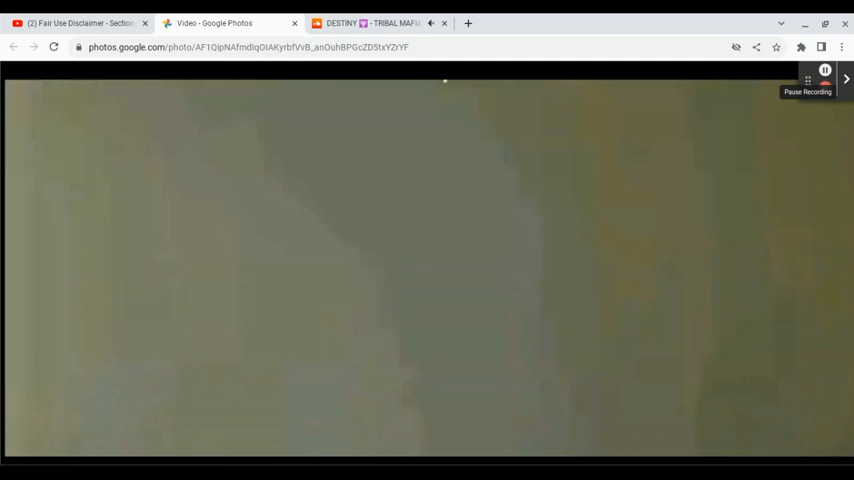 (2) Fair Use Disclaimer - Section
Video - Google Photos
DESTINY ⚛ - TRIBAL MAFIA
photos.google.com/photo/AF1QipNAfmdIqOIAKyrbfVvB_anOuhBPGcZD5txYZrYF
Pause Recording